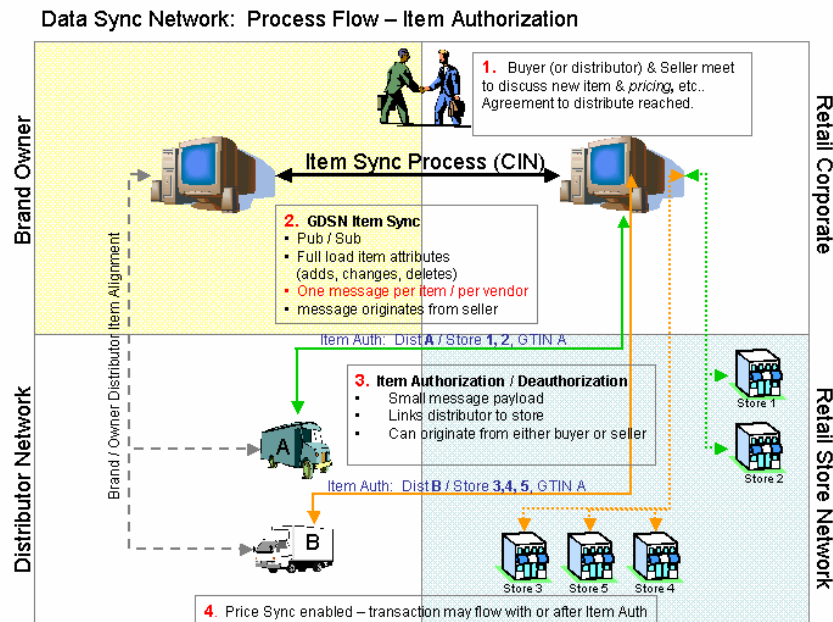 Data Sync Network:  Process Flow – Item Authorization
1.  Buyer (or distributor) & Seller meet
to discuss new item & pricing, etc..
Agreement to distribute reached.
Brand Owner
Retail Corporate
Item Sync Process (CIN)
2. GDSN Item Sync
▪ Pub / Sub
▪ Full load item attributes
(adds, changes, deletes)
▪ One message per item / per vendor
▪ message originates from seller
Brand / Owner Distributor Item Alignment
Item Auth:  Dist A / Store 1, 2, GTIN A
3. Item Authorization / Deauthorization
▪ Small message payload
▪ Links distributor to store
▪ Can originate from either buyer or seller
Store 1
Store 2
Distributor Network
Retail Store Network
A
Item Auth:  Dist B / Store 3,4, 5, GTIN A
B
Store 3
Store 5
Store 4
4.  Price Sync enabled – transaction may flow with or after Item Auth